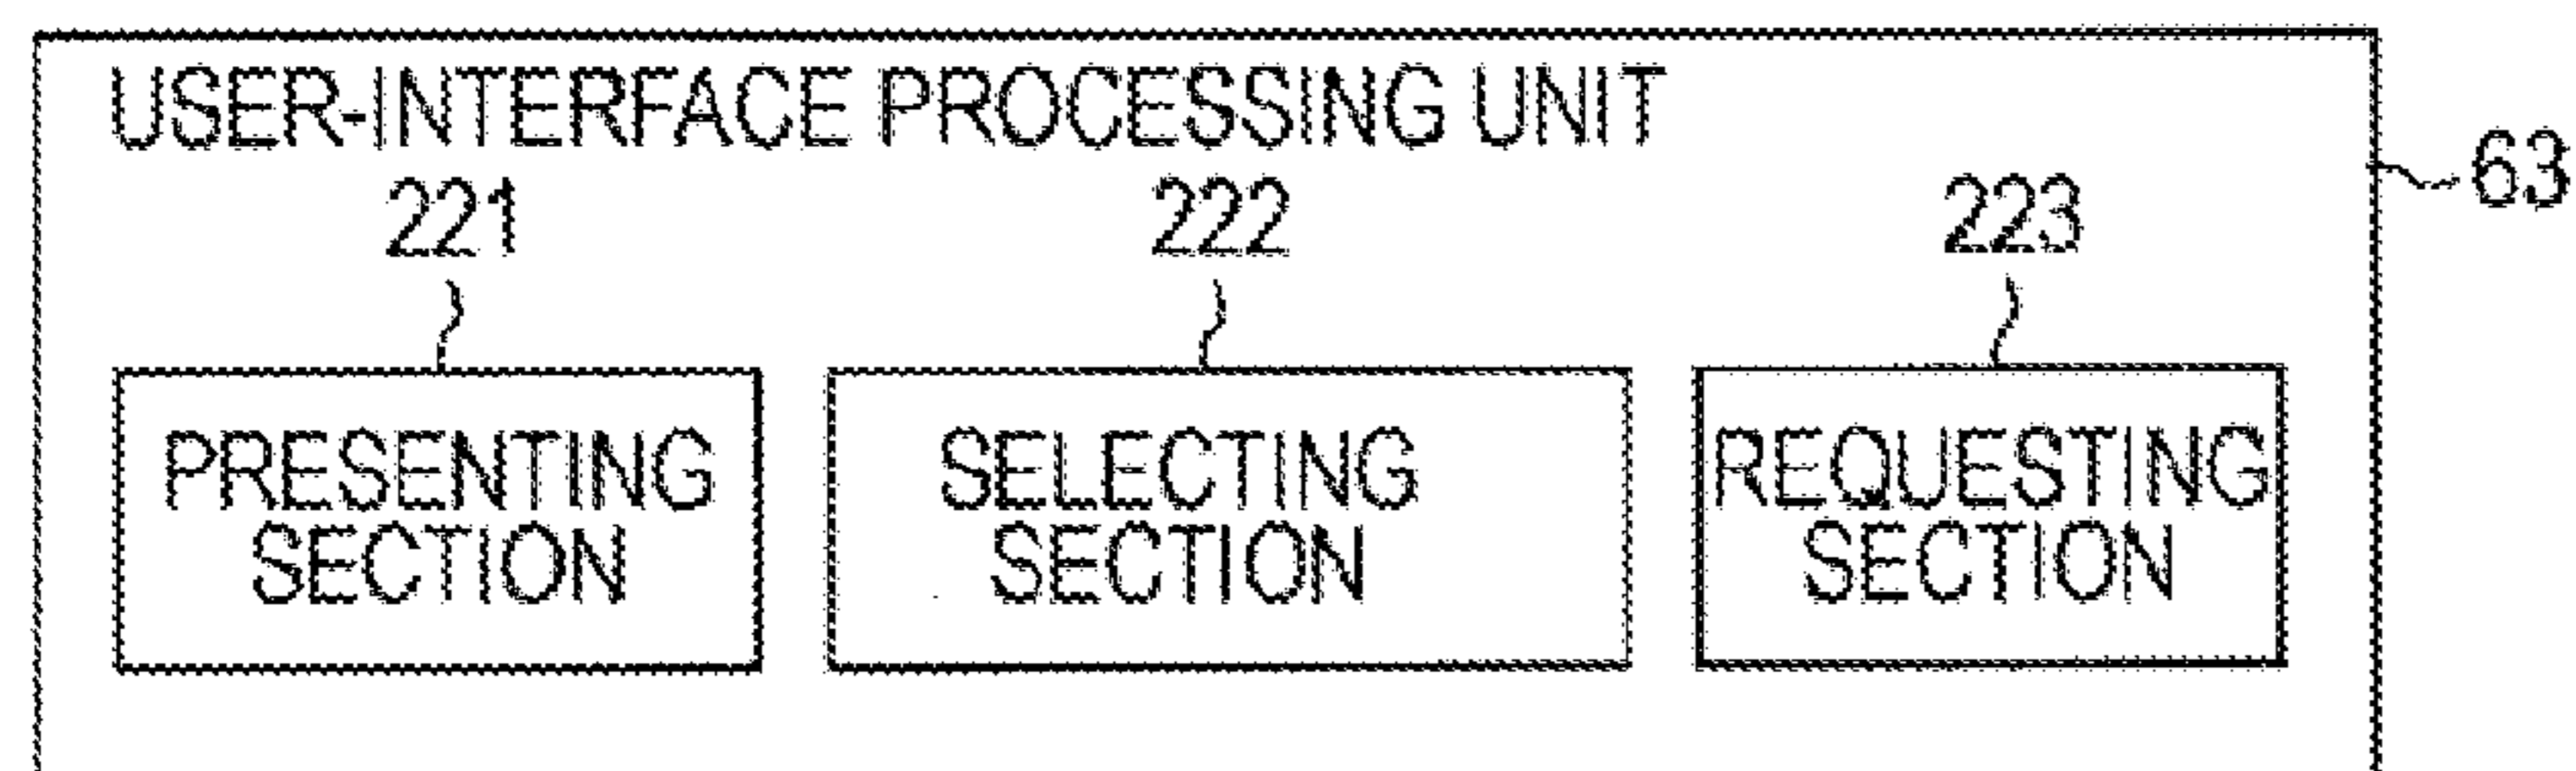 USER-INTERFACE PROCESSING UNIT
63
221
222
223
PRESENTING
SECTION
SELECTING
SECTION
REQUESTING
SECTION